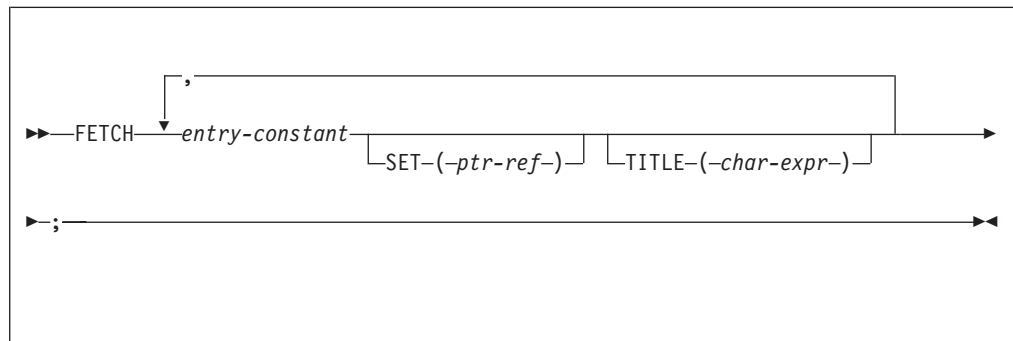 ,
FETCH entry-constant
SET ( ptr-ref ) TITLE ( char-expr )
;